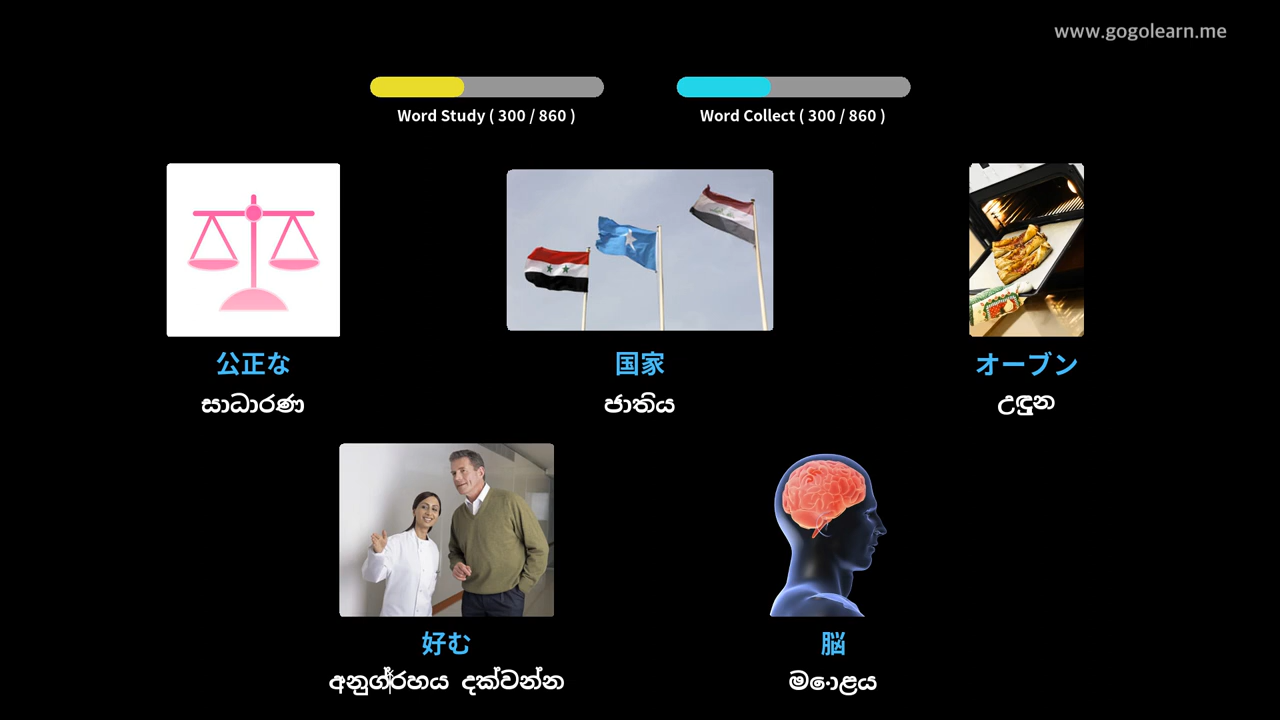 www.gogolearn.me
Word Study ( 300 / 860 )
Word Collect ( 300 / 860 )
公正な
සාධාරණ
国家
ජාතිය
オーブン
උඳුන
好む
අනුග්රහය දක්වන්න
脳
මොළය